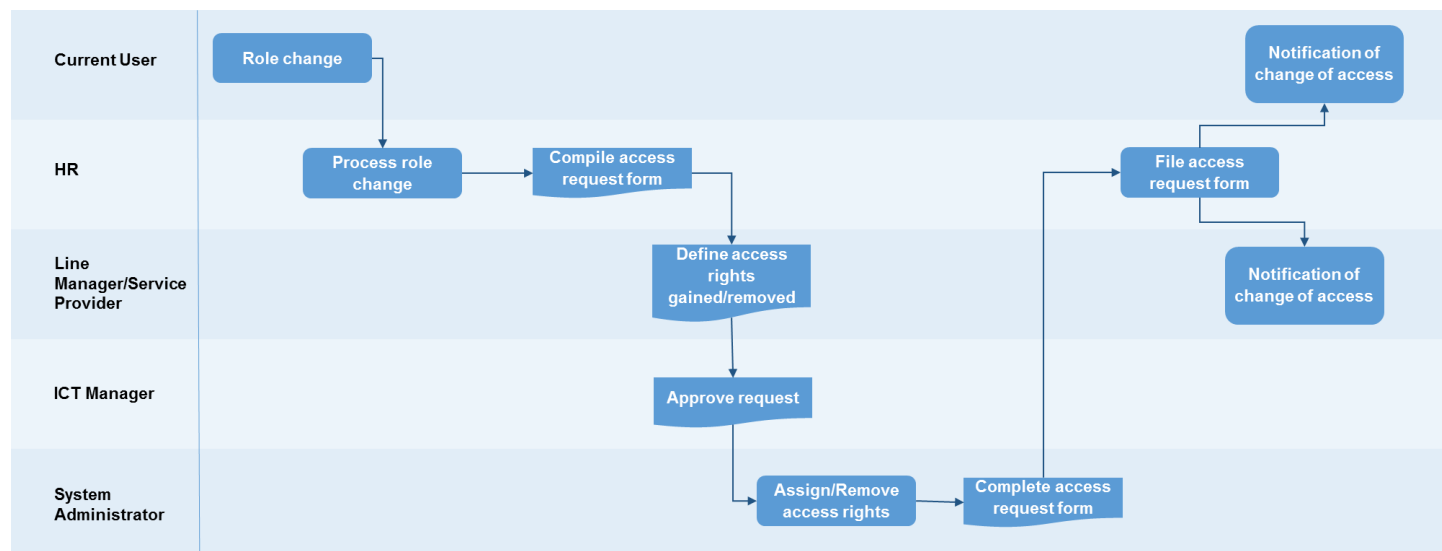 Current User
Role change
Notification of
change of access
HR
Process role
change
Compile access
request form
File access
request form
Line
Manager/Service
Provider
Define access
rights
gained/removed
Notification of
change of access
ICT Manager
Approve request
System
Administrator
Assign/Remove
access rights
Complete access
request form